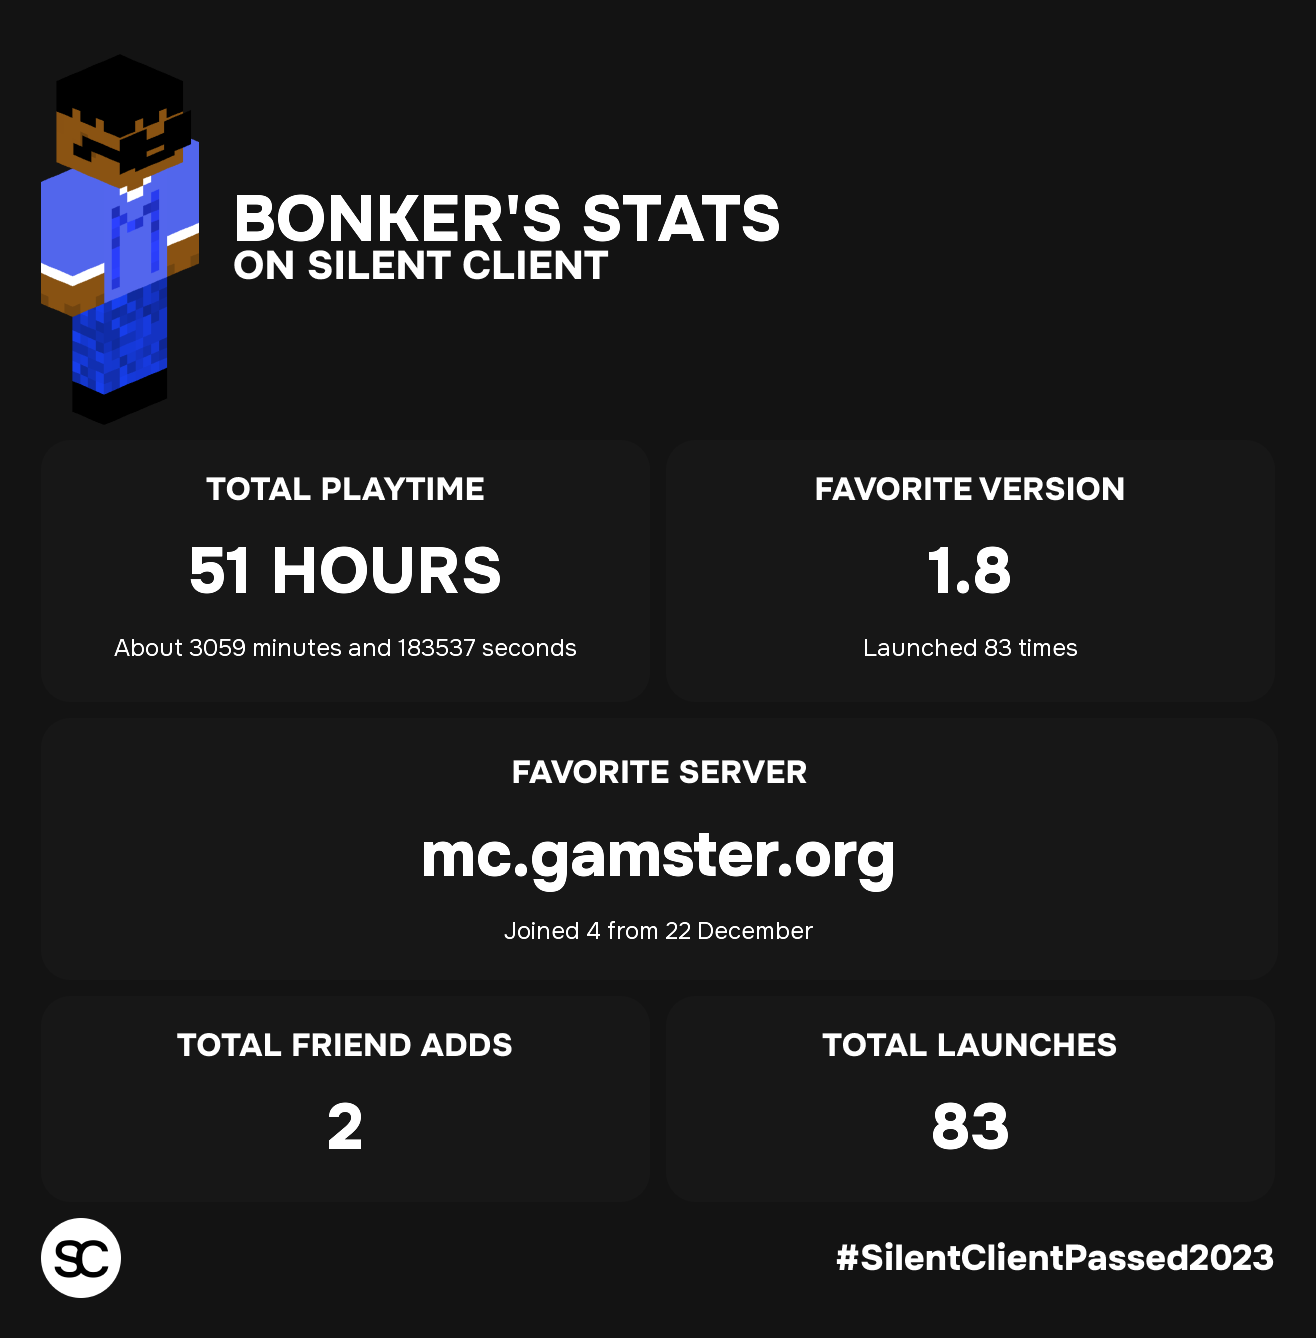 BONKER'S STATS
ON SILENT CLIENT
TOTAL PLAYTIME
51 HOURS
About 3059 minutes and 183537 seconds
FAVORITE VERSION
1.8
Launched 83 times
FAVORITE SERVER
mc.gamster.org
Joined 4 from 22 December
TOTAL FRIEND ADDS
2
TOTAL LAUNCHES
83
SC
#SilentClientPassed2023